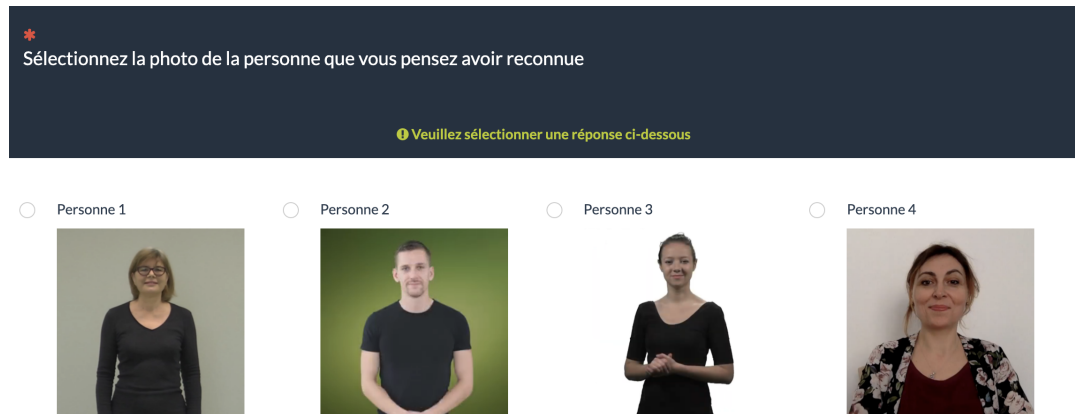 *
Sélectionnez la photo de la personne que vous pensez avoir reconnue
Veuillez sélectionner une réponse ci-dessous
Personne 1
Personne 2
Personne 3
Personne 4